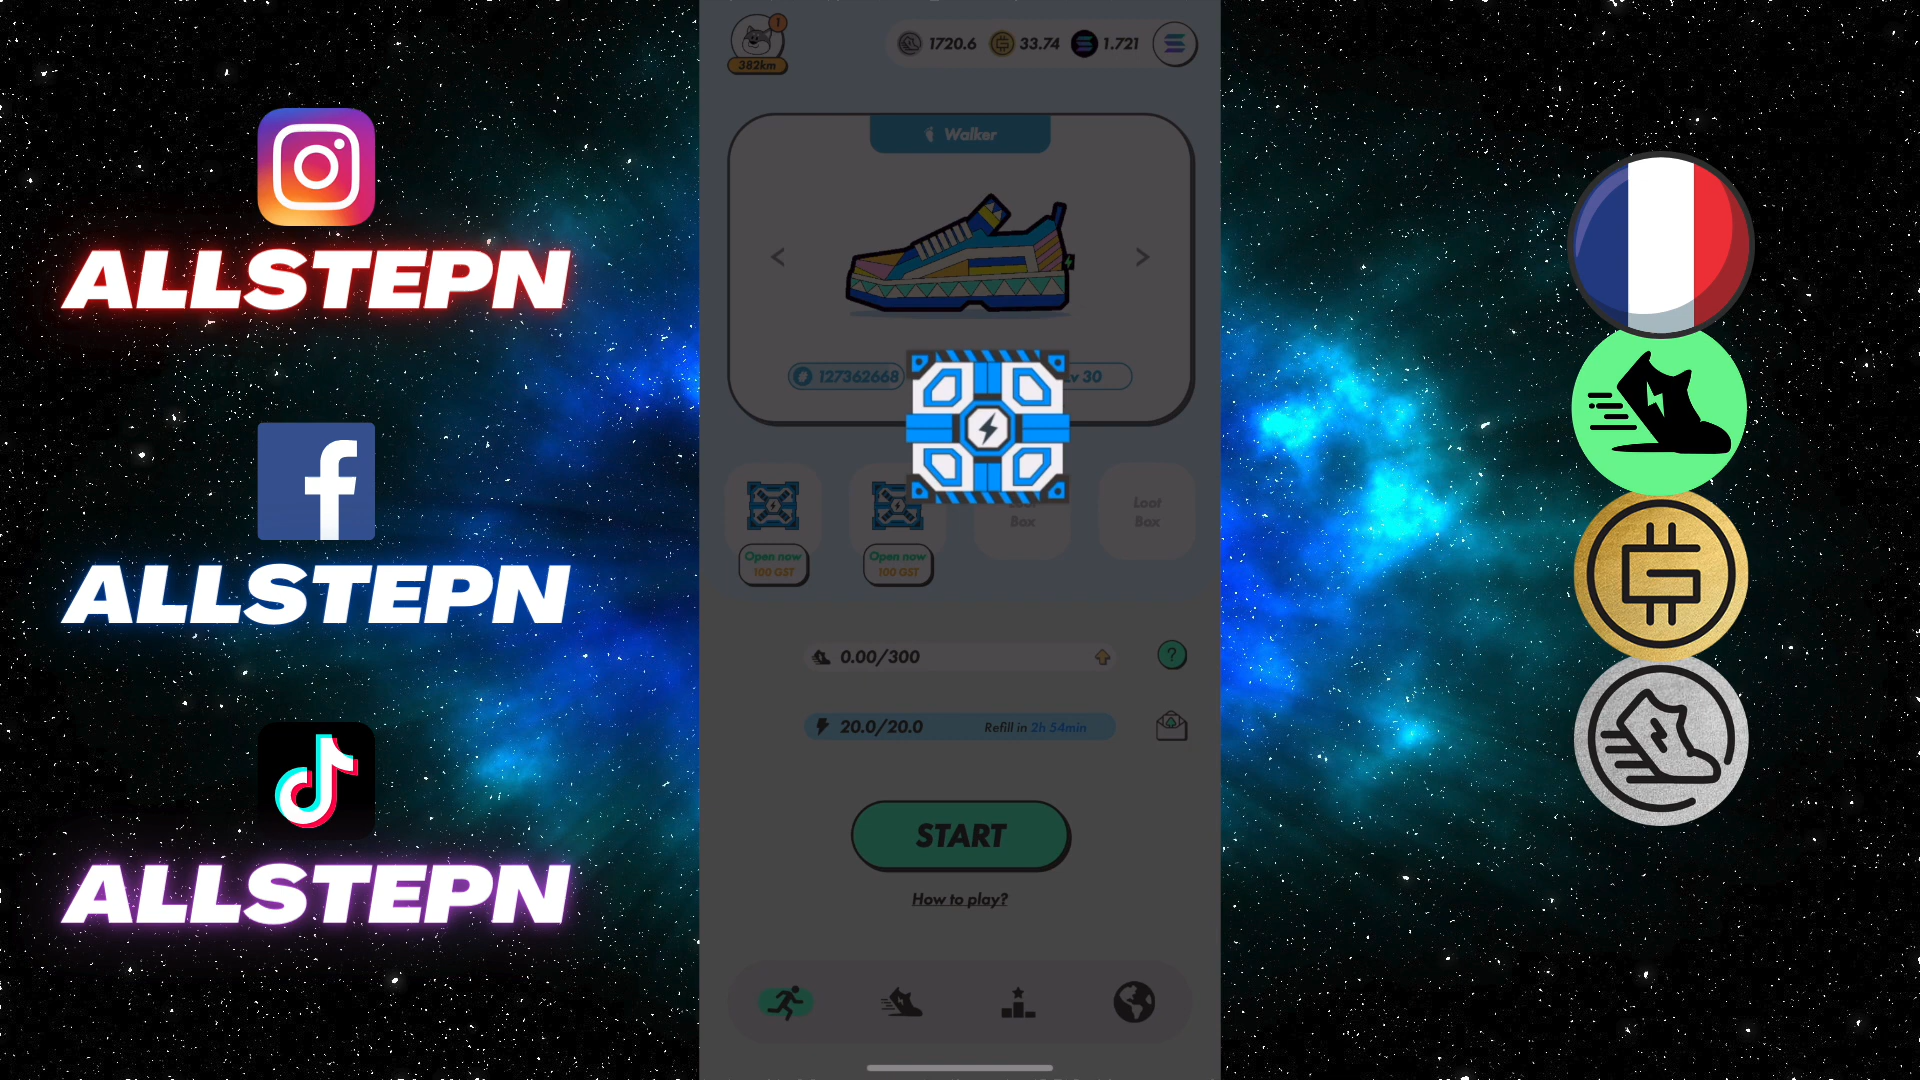 ALLSTEPN
ALLSTEPN
ALLSTEPN
1
382km
1720.6
33.74
1.721
Walker
127362668
Lv 30
Open now
100 GST
Open now
100 GST
Box
Loot
Box
0.00/300
?
20.0/20.0
Refill in 2h 54min
START
How to play?